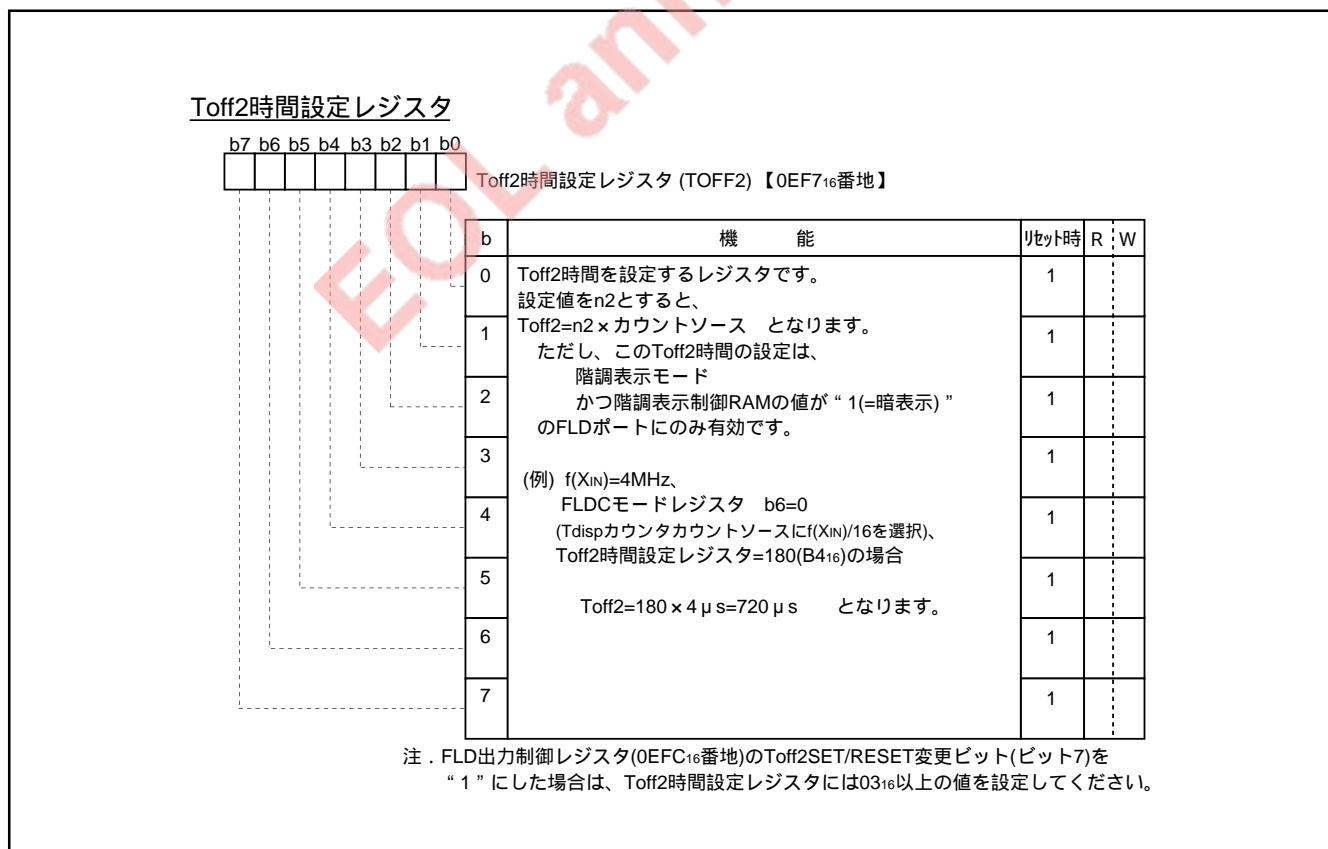 EOL ann
Toff2時間設定レジスタ
b7 b6 b5 b4 b3 b2 b1 b0
Toff2時間設定レジスタ (TOFF2) 【0EF716番地】
b 機 能 リセット時 R W
0 Toff2時間を設定するレジスタです。 1
設定値をn2とすると、
1 Toff2=n2×カウントソース となります。 1
ただし、このToff2時間の設定は、
階調表示モード
2 かつ階調表示制御RAMの値が“1(=暗表示)” 1
のFLDポートにのみ有効です。
3 1
(例) f(XIN)=4MHz、
FLDCモードレジスタ b6=0
4 (Tdispカウンタカウントソースにf(XIN)/16を選択)、 1
Toff2時間設定レジスタ=180(B416)の場合
5 1
Toff2=180×4μs=720μs となります。
6 1
7 1
注．FLD出力制御レジスタ(0EFC16番地)のToff2SET/RESET変更ビット(ビット7)を
“1”にした場合は、Toff2時間設定レジスタには0316以上の値を設定してください。